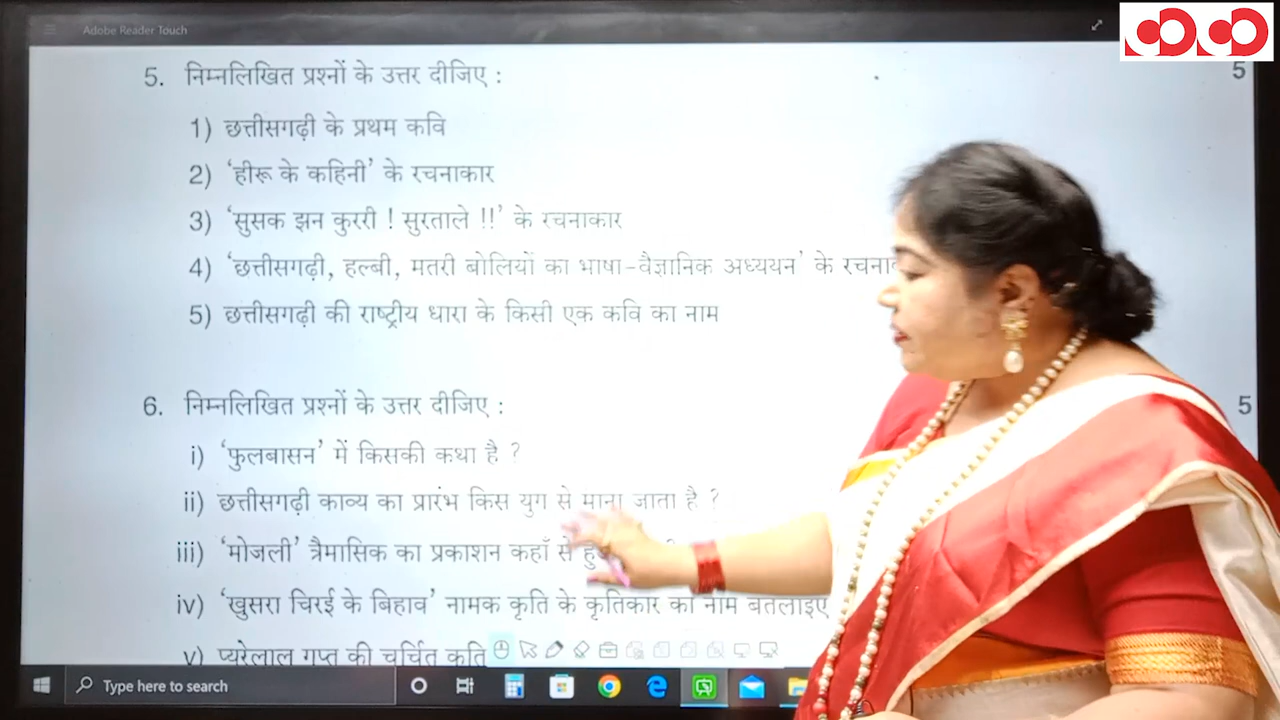 Adobe Reader Touch
5. निम्नलिखित प्रश्नों के उत्तर दीजिए : 5
1) छत्तीसगढ़ी के प्रथम कवि
2) ‘हीरू के कहिनी’ के रचनाकार
3) ‘सुसक झन कुररी ! सुरताले !!’ के रचनाकार
4) ‘छत्तीसगढ़ी, हल्बी, मतरी बोलियों का भाषा-वैज्ञानिक अध्ययन’ के
5) छत्तीसगढ़ी की राष्ट्रीय धारा के किसी एक कवि का नाम
6. निम्नलिखित प्रश्नों के उत्तर दीजिए : 5
i) ‘फुलबासन’ में किसकी कथा है ?
ii) छत्तीसगढ़ी काव्य का प्रारंभ किस युग से माना जाता है ?
iii) ‘मोजली’ त्रैमासिक का प्रकाशन कहाँ से
iv) ‘खुसरा चिरई के बिहाव’ नामक कृति के कृतिकार का नाम बतलाइए
v) प्यारेलाल गुप्त की चर्चित कृति
Type here to search